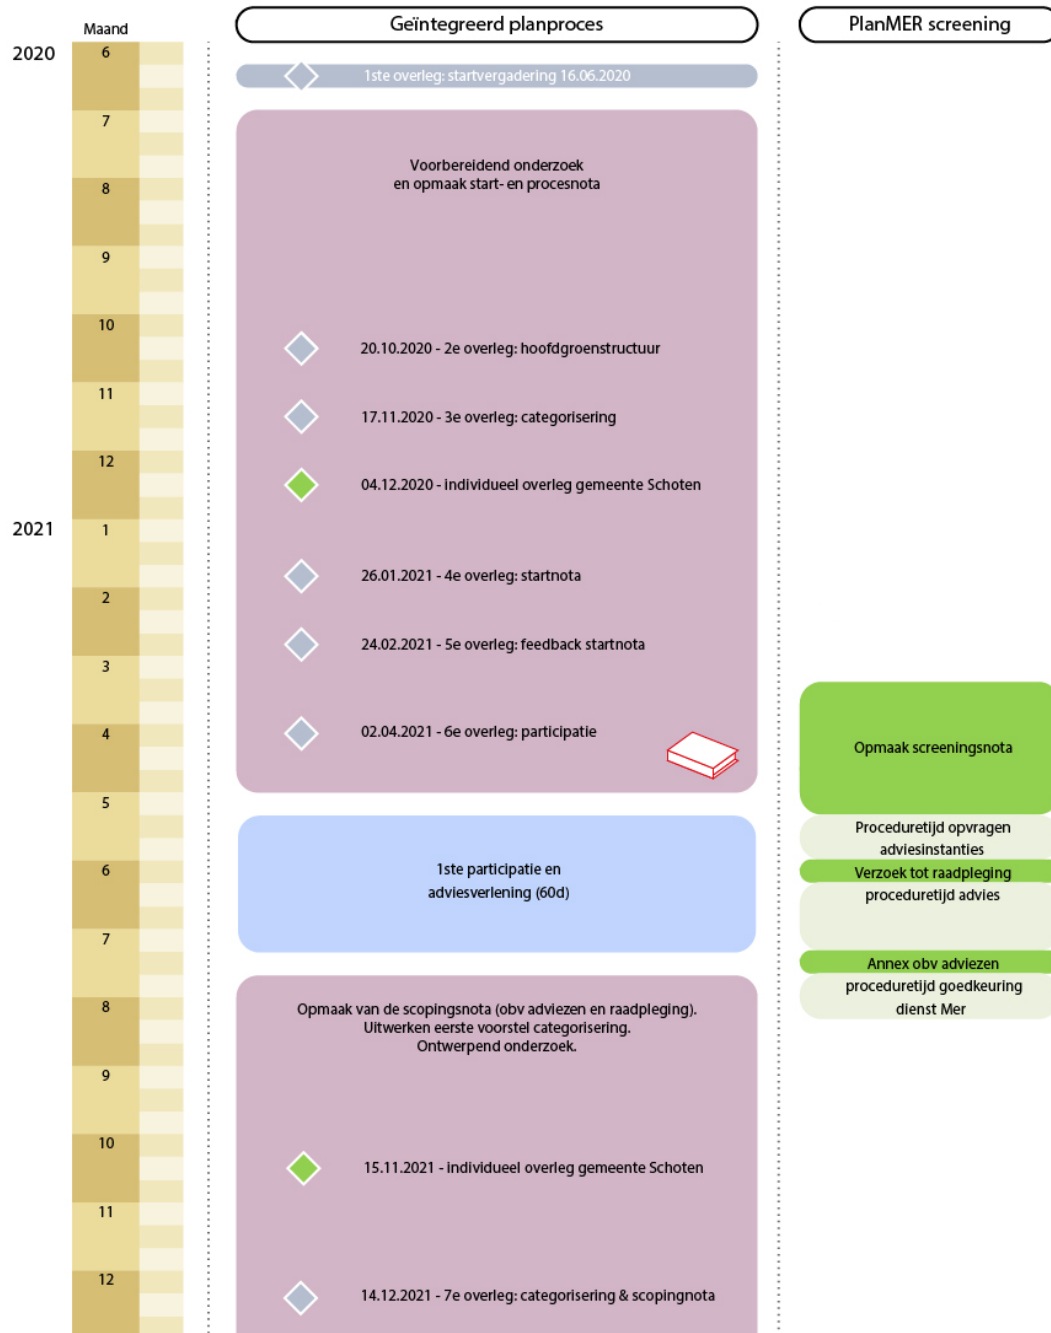 Maand
Geïntegreerd planproces
PlanMER screening
2020
6
1ste overleg: startvergadering 16.06.2020
7
Voorbereidend onderzoek
en opmaak start- en procesnota
8
9
10
20.10.2020 - 2e overleg: hoofdgroenstructuur
11
17.11.2020 - 3e overleg: categorisering
12
04.12.2020 - individueel overleg gemeente Schoten
2021
1
26.01.2021 - 4e overleg: startnota
2
24.02.2021 - 5e overleg: feedback startnota
3
4
02.04.2021 - 6e overleg: participatie
Opmaak screeningsnota
5
Proceduretijd opvragen
adviesinstanties
6
1ste participatie en
adviesverlening (60d)
Verzoek tot raadpleging
proceduretijd advies
7
Annex obv adviezen
proceduretijd goedkeuring
dienst Mer
8
Opmaak van de scopingsnota (obv adviezen en raadpleging).
Uitwerken eerste voorstel categorisering.
Ontwerpend onderzoek.
9
10
15.11.2021 - individueel overleg gemeente Schoten
11
12
14.12.2021 - 7e overleg: categorisering & scopingnota